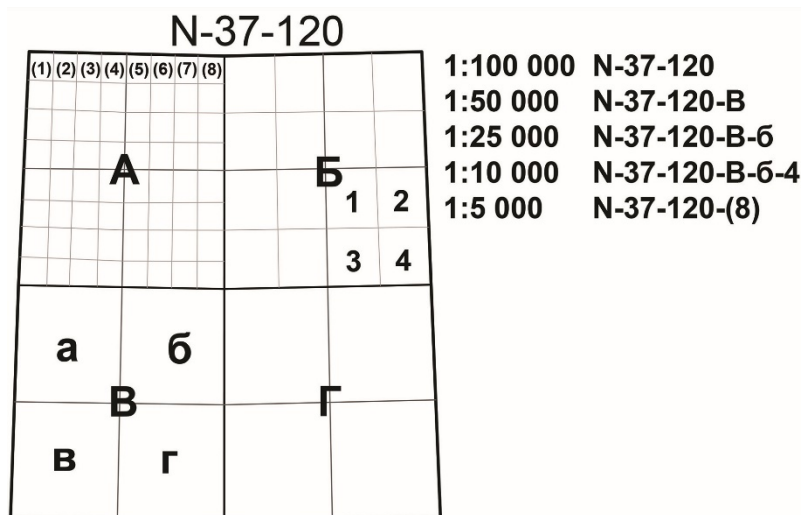 N-37-120
(1) (2) (3) (4) (5) (6) (7) (8)
А
Б
1 2
3 4
а б
В
в г
Г
1:100 000 N-37-120
1:50 000 N-37-120-В
1:25 000 N-37-120-В-б
1:10 000 N-37-120-В-б-4
1:5 000 N-37-120-(8)